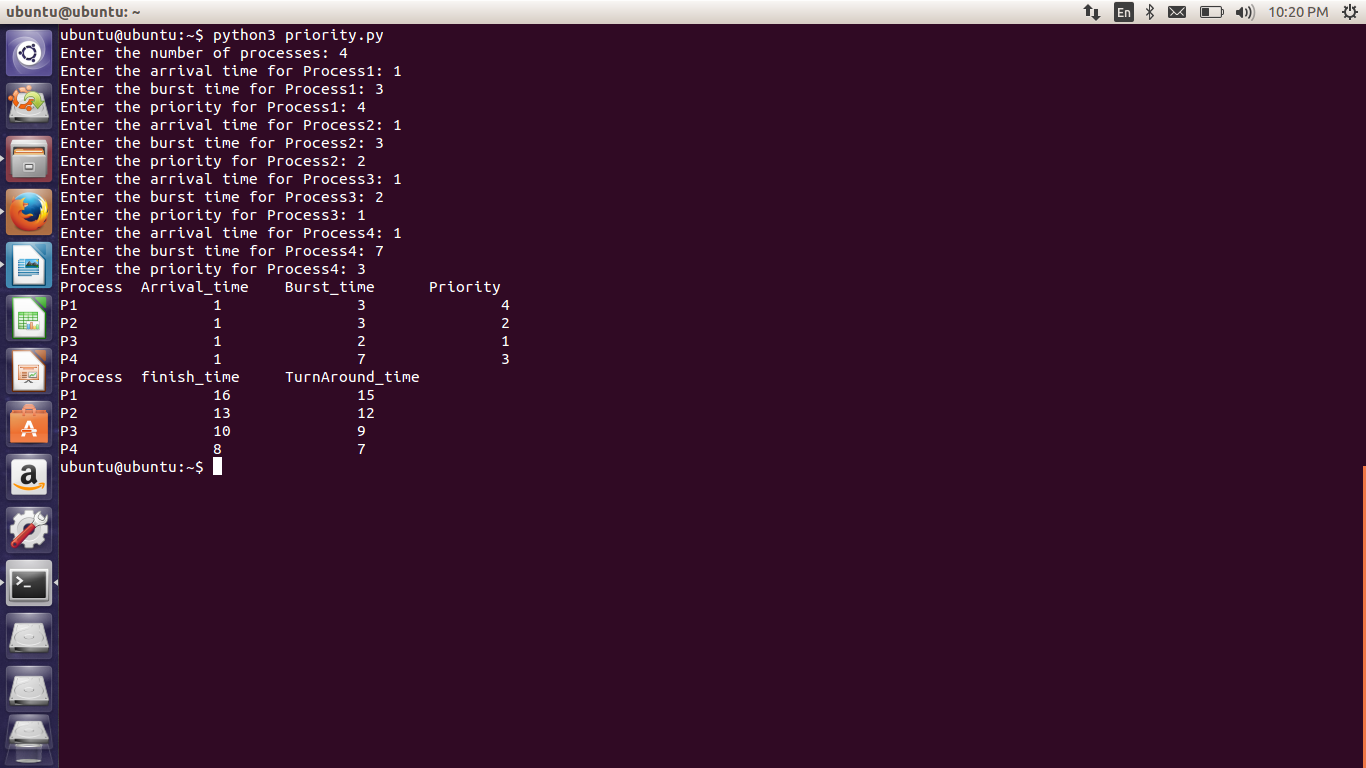 ubuntu@ubuntu: ~
En
10:20 PM
ubuntu@ubuntu:~$ python3 priority.py
Enter the number of processes: 4
Enter the arrival time for Process1: 1
Enter the burst time for Process1: 3
Enter the priority for Process1: 4
Enter the arrival time for Process2: 1
Enter the burst time for Process2: 3
Enter the priority for Process2: 2
Enter the arrival time for Process3: 1
Enter the burst time for Process3: 2
Enter the priority for Process3: 1
Enter the arrival time for Process4: 1
Enter the burst time for Process4: 7
Enter the priority for Process4: 3
Process  Arrival_time    Burst_time      Priority
P1               1               3               4
P2               1               3               2
P3               1               2               1
P4               1               7               3
Process  finish_time     TurnAround_time
P1               16              15
P2               13              12
P3               10              9
P4               8               7
ubuntu@ubuntu:~$